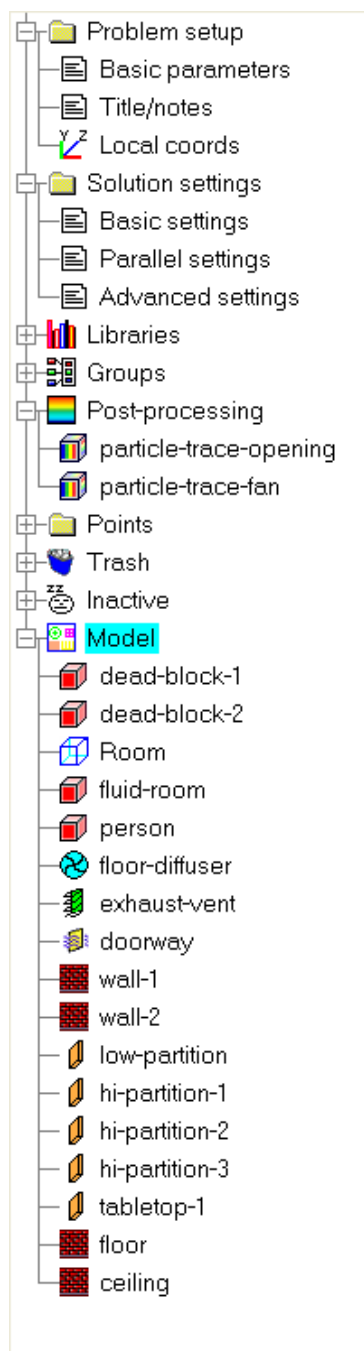 Problem setup
Basic parameters
Title/notes
Y Z Local coords
Solution settings
Basic settings
Parallel settings
Advanced settings
Libraries
Groups
Post-processing
particle-trace-opening
particle-trace-fan
Points
Trash
zz Inactive
Model
dead-block-1
dead-block-2
Room
fluid-room
person
floor-diffuser
exhaust-vent
doorway
wall-1
wall-2
low-partition
hi-partition-1
hi-partition-2
hi-partition-3
tabletop-1
floor
ceiling